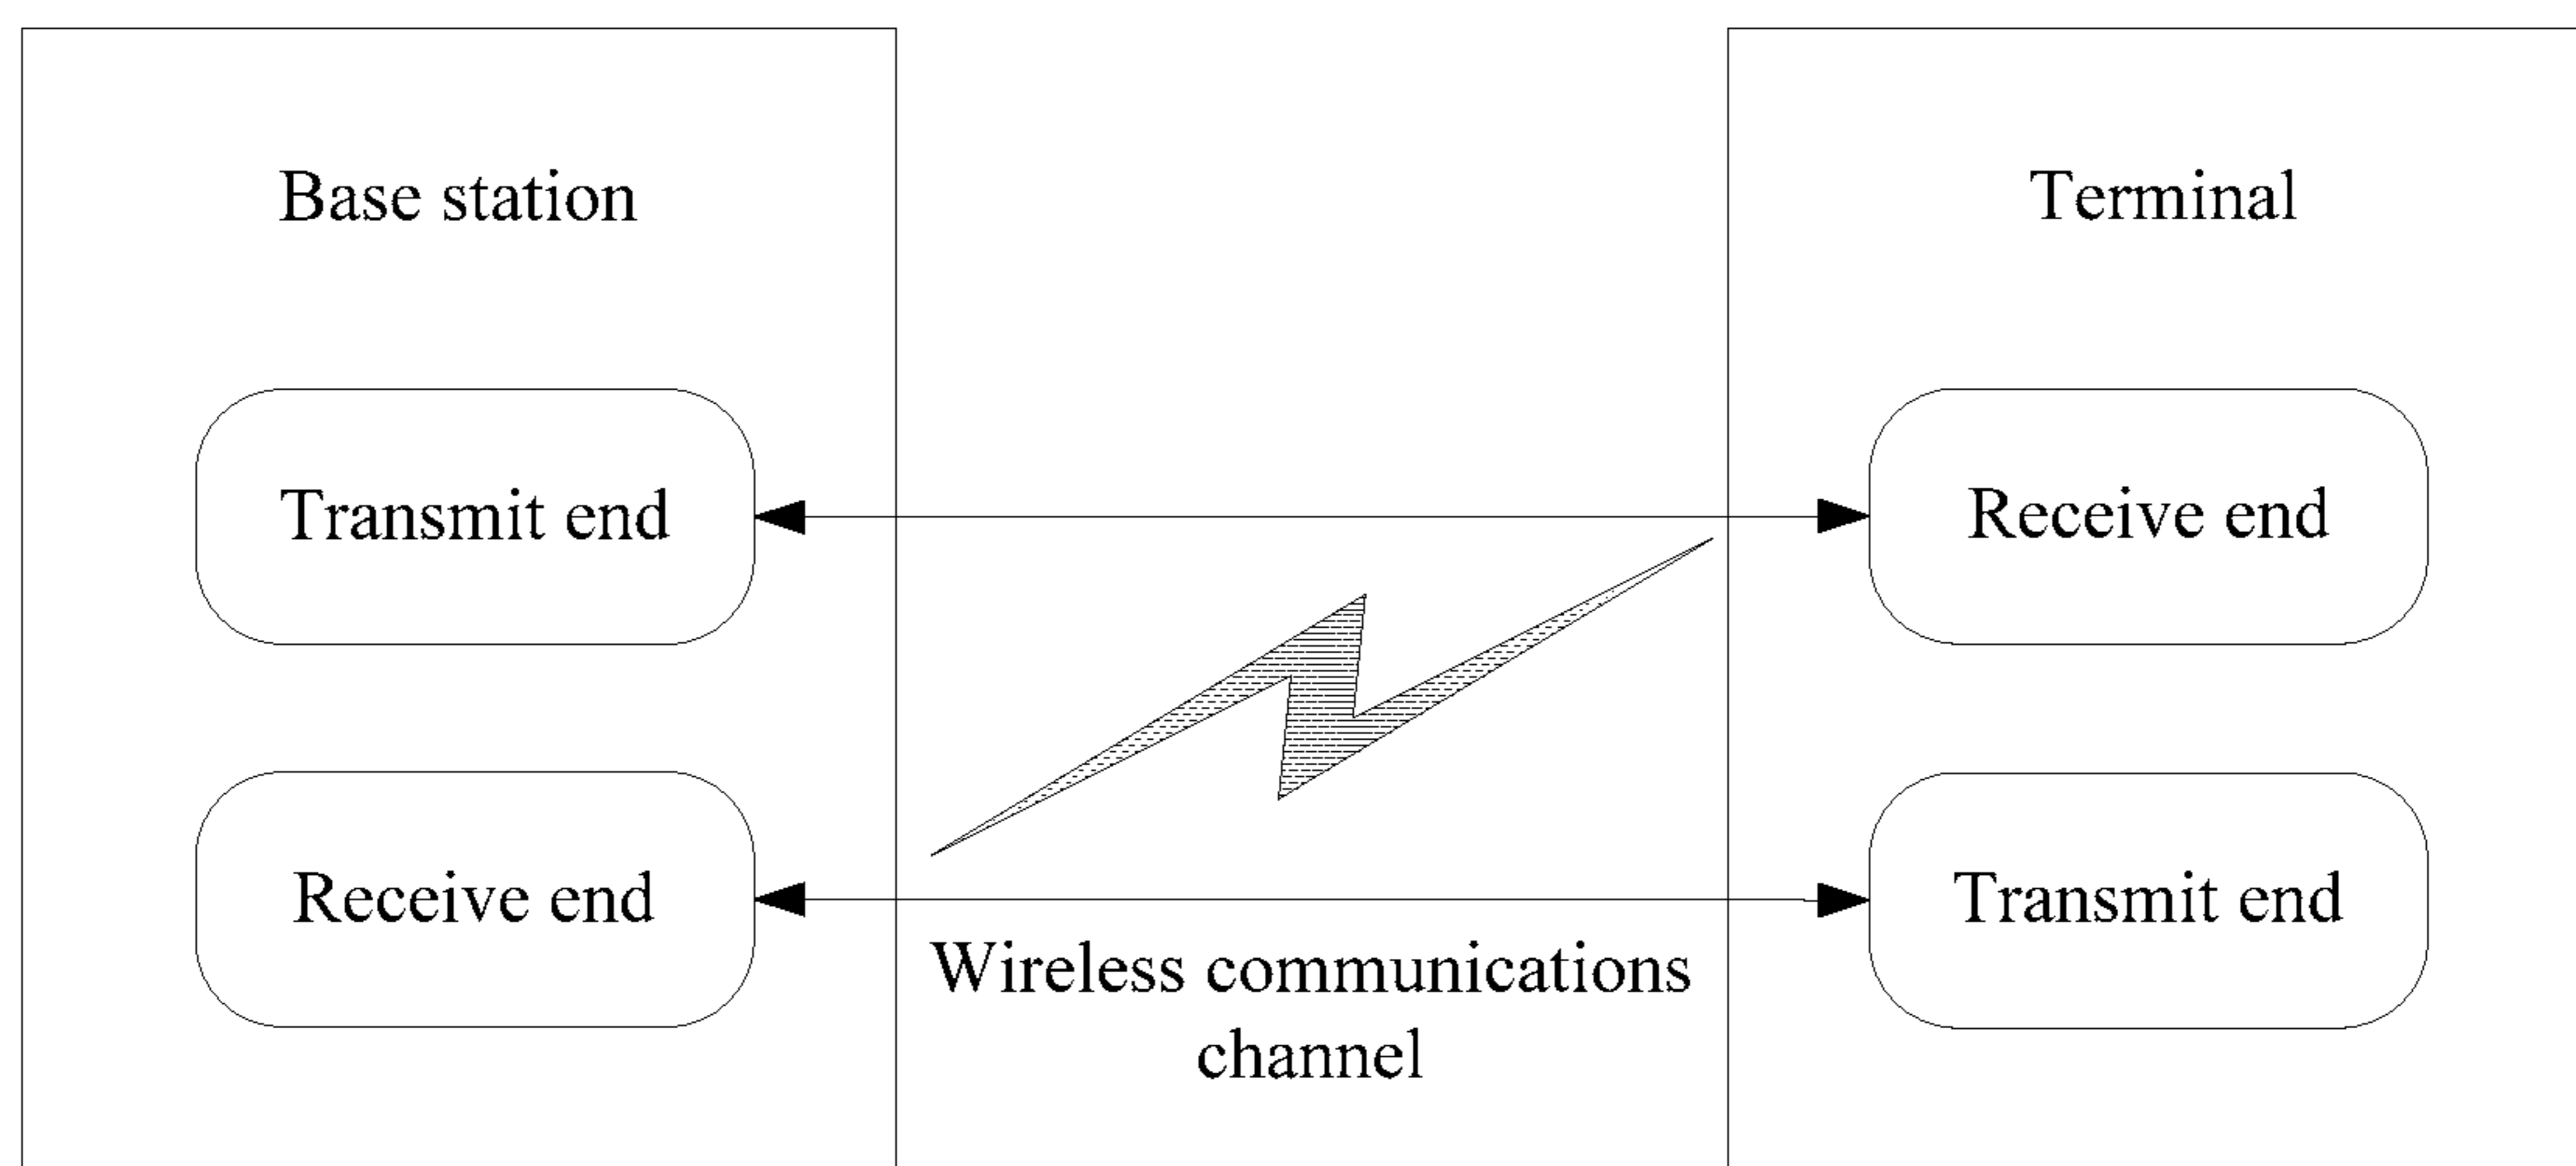 Base station
Terminal
Transmit end
Receive end
Receive end
Transmit end
Wireless communications
channel